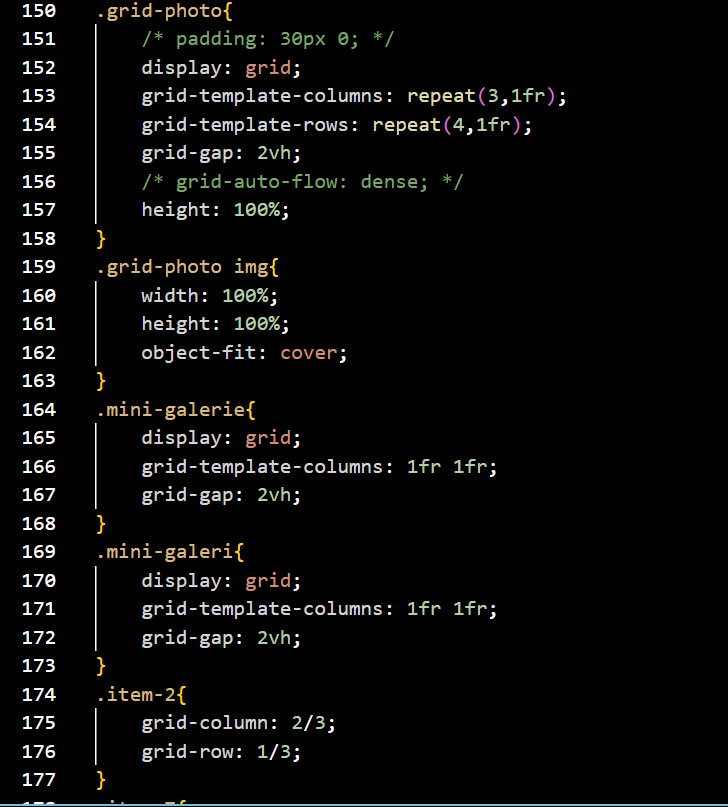 150 .grid-photo{
151 /* padding: 30px 0; */
152 display: grid;
153 grid-template-columns: repeat(3,1fr);
154 grid-template-rows: repeat(4,1fr);
155 grid-gap: 2vh;
156 /* grid-auto-flow: dense; */
157 height: 100%;
158 }
159 .grid-photo img{
160 width: 100%;
161 height: 100%;
162 object-fit: cover;
163 }
164 .mini-galerie{
165 display: grid;
166 grid-template-columns: 1fr 1fr;
167 grid-gap: 2vh;
168 }
169 .mini-galeri{
170 display: grid;
171 grid-template-columns: 1fr 1fr;
172 grid-gap: 2vh;
173 }
174 .item-2{
175 grid-column: 2/3;
176 grid-row: 1/3;
177 }